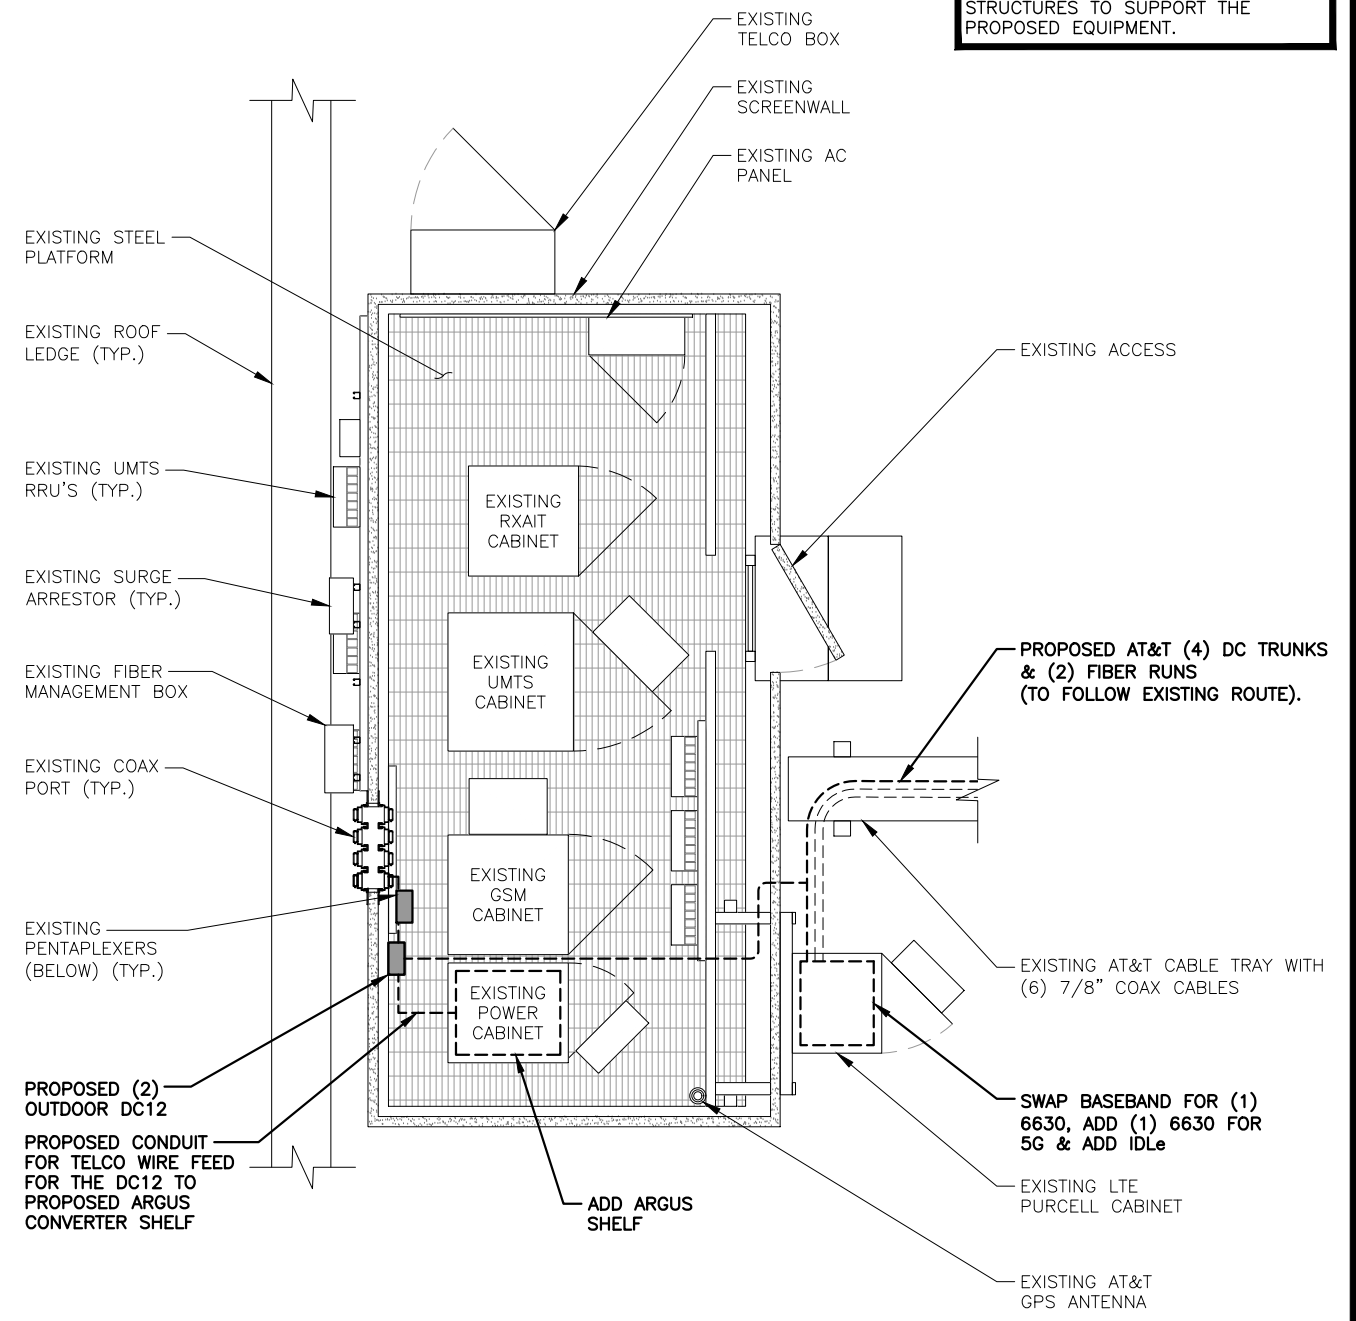 STRUCTURES TO SUPPORT THE
PROPOSED EQUIPMENT.
EXISTING
TELCO BOX
EXISTING
SCREENWALL
EXISTING AC
PANEL
EXISTING STEEL
PLATFORM
EXISTING ROOF
LEDGE (TYP.)
EXISTING UMTS
RRU'S (TYP.)
EXISTING SURGE
ARRESTOR (TYP.)
EXISTING FIBER
MANAGEMENT BOX
EXISTING COAX
PORT (TYP.)
EXISTING
PENTAPLEXERS
(BELOW) (TYP.)
PROPOSED (2)
OUTDOOR DC12
PROPOSED CONDUIT
FOR TELCO WIRE FEED
FOR THE DC12 TO
PROPOSED ARGUS
CONVERTER SHELF
EXISTING
RXAIT
CABINET
EXISTING
UMTS
CABINET
EXISTING
GSM
CABINET
EXISTING
POWER
CABINET
ADD ARGUS
SHELF
EXISTING ACCESS
PROPOSED AT&T (4) DC TRUNKS
& (2) FIBER RUNS
(TO FOLLOW EXISTING ROUTE).
EXISTING AT&T CABLE TRAY WITH
(6) 7/8" COAX CABLES
SWAP BASEBAND FOR (1)
6630, ADD (1) 6630 FOR
5G & ADD IDLe
EXISTING LTE
PURCELL CABINET
EXISTING AT&T
GPS ANTENNA